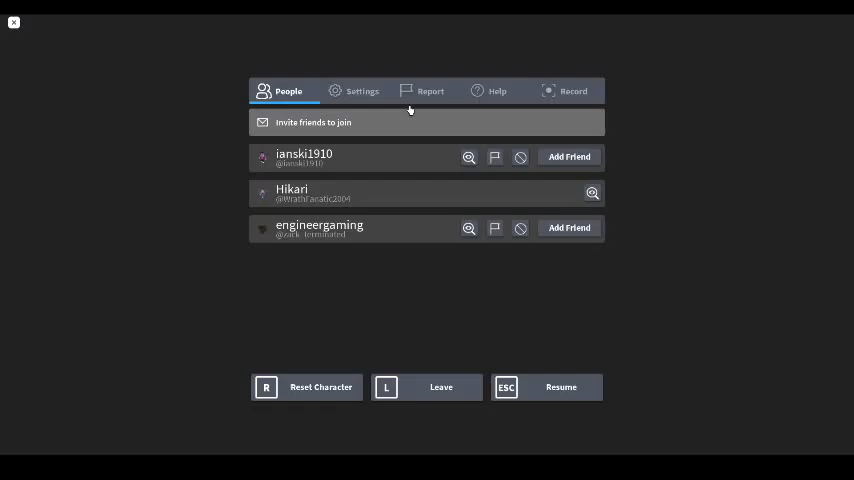 People Settings Report Help Record
Invite friends to join
ianski1910
@ianski1910
Add Friend
Hikari
@WrathFanatic2004
engineergaming
@zack_terminated
Add Friend
R Reset Character L Leave ESC Resume